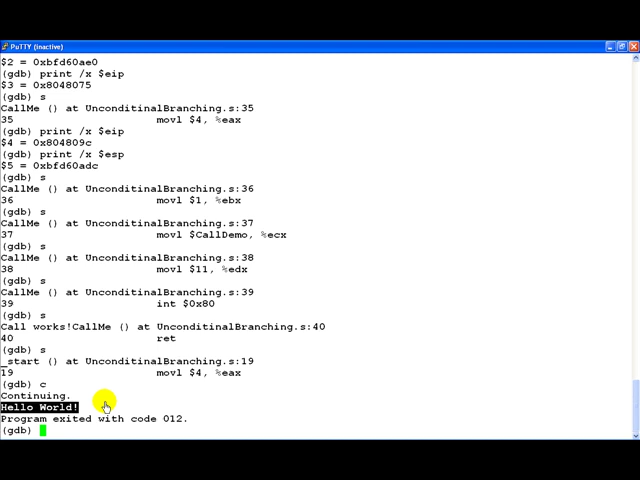 PuTTY (inactive)
$2 = 0xbfd60ae0
(gdb) print /x $eip
$3 = 0x8048075
(gdb) s
CallMe () at UnconditinalBranching.s:35
35 movl $4, %eax
(gdb) print /x $eip
$4 = 0x804809c
(gdb) print /x $esp
$5 = 0xbfd60adc
(gdb) s
CallMe () at UnconditinalBranching.s:36
36 movl $1, %ebx
(gdb) s
CallMe () at UnconditinalBranching.s:37
37 movl $CallDemo, %ecx
(gdb) s
CallMe () at UnconditinalBranching.s:38
38 movl $11, %edx
(gdb) s
CallMe () at UnconditinalBranching.s:39
39 int $0x80
(gdb) s
Call works!CallMe () at UnconditinalBranching.s:40
40 ret
(gdb) s
_start () at UnconditinalBranching.s:19
19 movl $4, %eax
(gdb) c
Continuing.
Hello World!
Program exited with code 012.
(gdb)